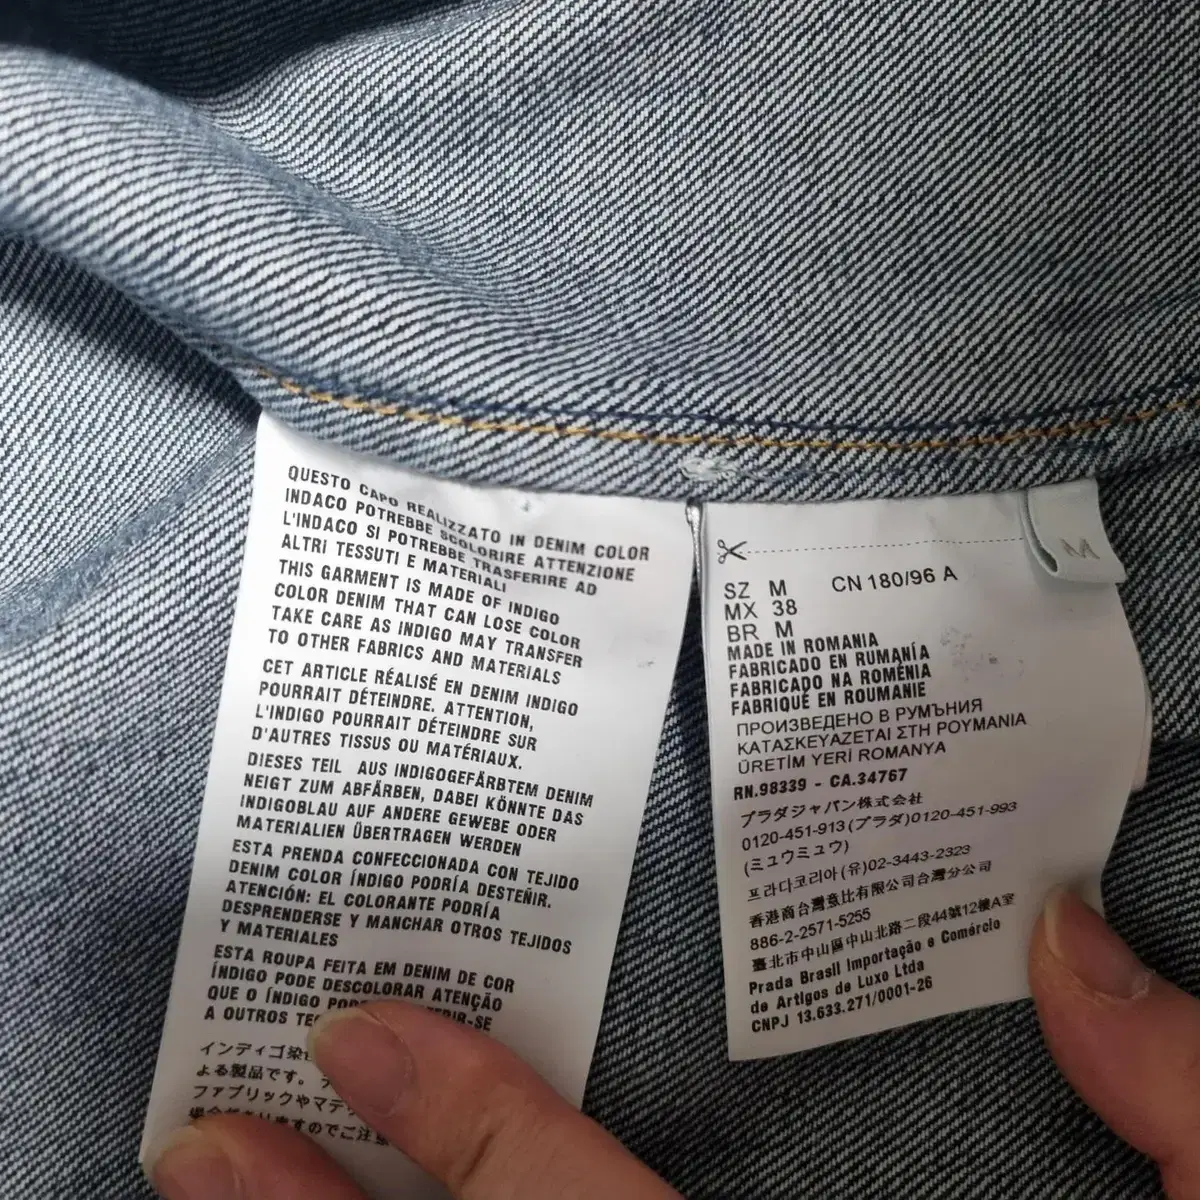 QUESTO CAPO REALIZZATO IN DENIM COLOR
INDACO POTREBBE SCOLORIRE ATTENZIONE
L'INDACO SI POTREBBE TRASFERIRE AD
ALTRI TESSUTI E MATERIALI
THIS GARMENT IS MADE OF INDIGO
COLOR DENIM THAT CAN LOSE COLOR
TAKE CARE AS INDIGO MAY TRANSFER
TO OTHER FABRICS AND MATERIALS
CET ARTICLE RÉALISÉ EN DENIM INDIGO
POURRAIT DÉTEINDRE. ATTENTION,
L'INDIGO POURRAIT DÉTEINDRE SUR
D'AUTRES TISSUS OU MATÉRIAUX.
DIESES TEIL AUS INDIGOGEFÄRBTEM DENIM
NEIGT ZUM ABFÄRBEN, DABEI KÖNNTE DAS
INDIGOBLAU AUF ANDERE GEWEBE ODER
MATERIALIEN ÜBERTRAGEN WERDEN
ESTA PRENDA CONFECCIONADA CON TEJIDO
DENIM COLOR ÍNDIGO PODRÍA DESTEÑIR.
ATENCIÓN: EL COLORANTE PODRÍA
DESPRENDERSE Y MANCHAR OTROS TEJIDOS
Y MATERIALES
ESTA ROUPA FEITA EM DENIM DE COR
ÍNDIGO PODE DESCOLORAR ATENÇÃO
QUE O ÍNDIGO
A OUTROS
インディゴ染
よる製品です。
ファブリックやマテ
ますのでご注意
SZ M CN 180/96 A
MX 38
BR M
MADE IN ROMANIA
FABRICADO EN RUMANÍA
FABRICADO NA ROMÉNIA
FABRIQUÉ EN ROUMANIE
ПРОИЗВЕДЕНО В РУМЪНИЯ
ΚΑΤΑΣΚΕΥΑΖΕΤΑΙ ΣΤΗ ΡΟΥΜΑΝΙΑ
ÜRETİM YERİ ROMANYA
RN.98339 - CA.34767
プラダジャパン株式会社
0120-451-913(プラダ)0120-451-993
(ミュウミュウ)
프라다코리아(유)02-3443-2323
香港商台灣意比有限公司台灣分公司
886-2-2571-5255
臺北市中山區中山北路二段44號12樓A室
Prada Brasil Importação e Comércio
de Artigos de Luxo Ltda
CNPJ 13.633.271/0001-26
M